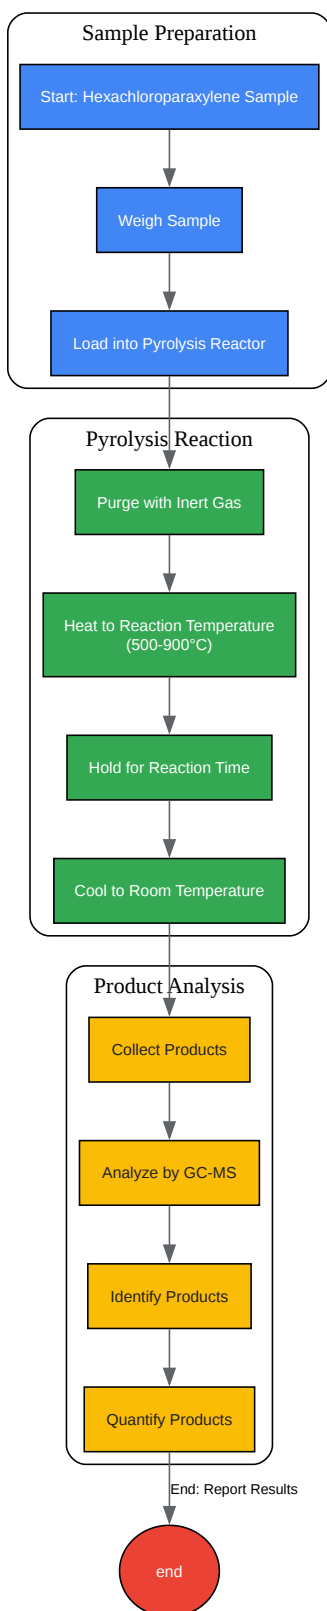 Sample Preparation
Start: Hexachloroparaxylene Sample
Weigh Sample
Load into Pyrolysis Reactor
Pyrolysis Reaction
Purge with Inert Gas
Heat to Reaction Temperature
(500-900°C)
Hold for Reaction Time
Cool to Room Temperature
Product Analysis
Collect Products
Analyze by GC-MS
Identify Products
Quantify Products
End: Report Results
end